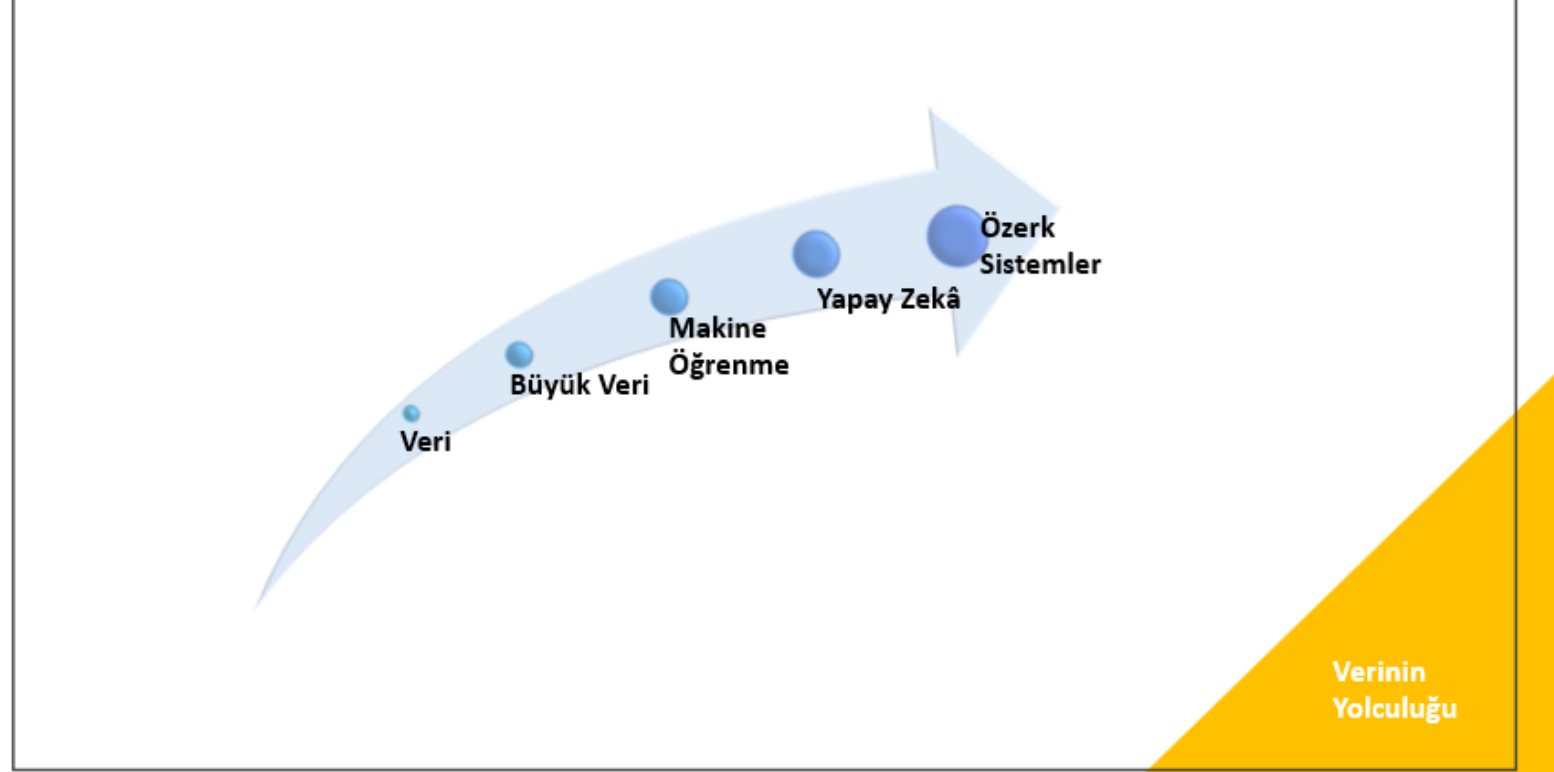 Veri
Büyük Veri
Makine
Öğrenme
Yapay Zekâ
Özerk
Sistemler
Verinin
Yolculuğu